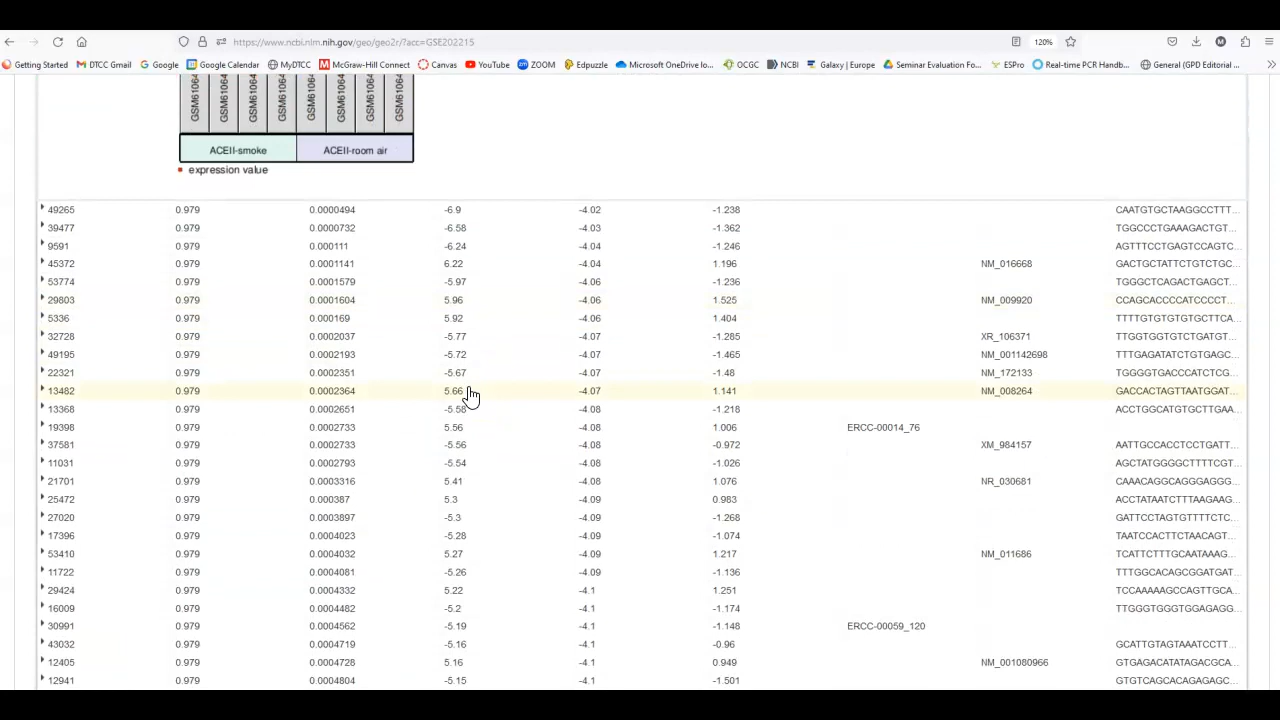 https://www.ncbi.nlm.nih.gov/geo/geo2r/?acc=GSE202215 120%
Getting Started DTCC Gmail Google Google Calendar MyDTCC McGraw-Hill Connect Canvas YouTube ZOOM Edpuzzle Microsoft OneDrive lo... OCGC NCBI Galaxy | Europe Seminar Evaluation Fo... ESPro Real-time PCR Handb... General (GPD Editorial ...
GSM61064 GSM61064 GSM61064 GSM61064 GSM61064 GSM61064 GSM61064 GSM61064
ACEII-smoke ACEII-room air
expression value
49265 0.979 0.0000494 -6.9 -4.02 -1.238 CAATGTGCTAAGGCCTTT...
39477 0.979 0.0000732 -6.58 -4.03 -1.362 TGGCCCTGAAAGACTGT...
9591 0.979 0.000111 -6.24 -4.04 -1.246 AGTTTCCTGAGTCCAGTC...
45372 0.979 0.0001141 6.22 -4.04 1.196 NM_016668 GACTGCTATTCTGTCTGC...
53774 0.979 0.0001579 -5.97 -4.06 -1.236 TGGGCTCAGACTGAGCT...
29803 0.979 0.0001604 5.96 -4.06 1.525 NM_009920 CCAGCACCCCATCCCCT...
5336 0.979 0.000169 5.92 -4.06 1.404 TTTTGTGTGTGTGCTTCA...
32728 0.979 0.0002037 -5.77 -4.07 -1.285 XR_106371 TTGGTGGTGTCTGATGT...
49195 0.979 0.0002193 -5.72 -4.07 -1.465 NM_001142698 TTTGAGATATCTGTGAGC...
22321 0.979 0.0002351 -5.67 -4.07 -1.48 NM_172133 TGGGGTGACCCATCTCG...
13482 0.979 0.0002364 5.66 -4.07 1.141 NM_008264 GACCACTAGTTAATGGAT...
13368 0.979 0.0002651 -5.58 -4.08 -1.218 ACCTGGCATGTGCTTGAA...
19398 0.979 0.0002733 5.56 -4.08 1.006 ERCC-00014_76
37581 0.979 0.0002733 -5.56 -4.08 -0.972 XM_984157 AATTGCCACCTCCTGATT...
11031 0.979 0.0002793 -5.54 -4.08 -1.026 AGCTATGGGGCTTTTCGT...
21701 0.979 0.0003316 5.41 -4.08 1.076 NR_030681 CAAACAGGCAGGGAGGG...
25472 0.979 0.000387 5.3 -4.09 0.983 ACCTATAATCTTTAAGAAG...
27020 0.979 0.0003897 -5.3 -4.09 -1.268 GATTCCTAGTGTTTTCTC...
17396 0.979 0.0004023 -5.28 -4.09 -1.074 TAATCCACTTCTAACAGT...
53410 0.979 0.0004032 5.27 -4.09 1.217 NM_011686 TCATTCTTTGCAATAAAG...
11722 0.979 0.0004081 -5.26 -4.09 -1.136 TTTGGCACAGCGGATGAT...
29424 0.979 0.0004332 5.22 -4.1 1.251 TCCAAAAAGCCAGTTGCA...
16009 0.979 0.0004482 -5.2 -4.1 -1.174 TTGGGTGGGTGGAGAGG...
30991 0.979 0.0004562 -5.19 -4.1 -1.148 ERCC-00059_120
43032 0.979 0.0004719 -5.16 -4.1 -0.96 GCATTGTAGTAAATCCTT...
12405 0.979 0.0004728 5.16 -4.1 0.949 NM_001080966 GTGAGACATATAGACGCA...
12941 0.979 0.0004804 -5.15 -4.1 -1.501 GTGTCAGCACAGAGAGC...